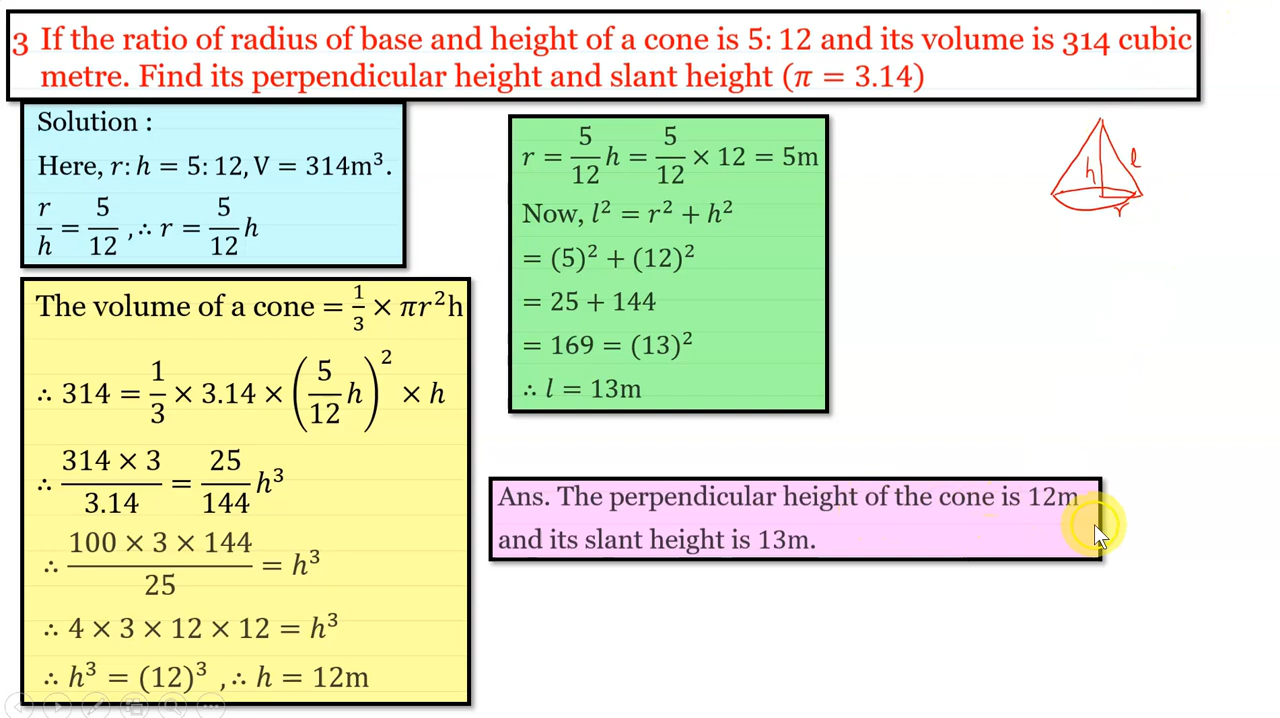 3 If the ratio of radius of base and height of a cone is 5: 12 and its volume is 314 cubic
metre. Find its perpendicular height and slant height (π = 3.14)
Solution :
Here, r: h = 5: 12, V = 314m³.
r/h = 5/12 ,∴ r = 5/12 h
The volume of a cone = 1/3 × πr²h
∴ 314 = 1/3 × 3.14 × (5/12 h)² × h
∴ (314 × 3)/3.14 = 25/144 h³
∴ (100 × 3 × 144)/25 = h³
∴ 4 × 3 × 12 × 12 = h³
∴ h³ = (12)³ ,∴ h = 12m
r = 5/12 h = 5/12 × 12 = 5m
Now, l² = r² + h²
= (5)² + (12)²
= 25 + 144
= 169 = (13)²
∴ l = 13m
h
l
r
Ans. The perpendicular height of the cone is 12m
and its slant height is 13m.